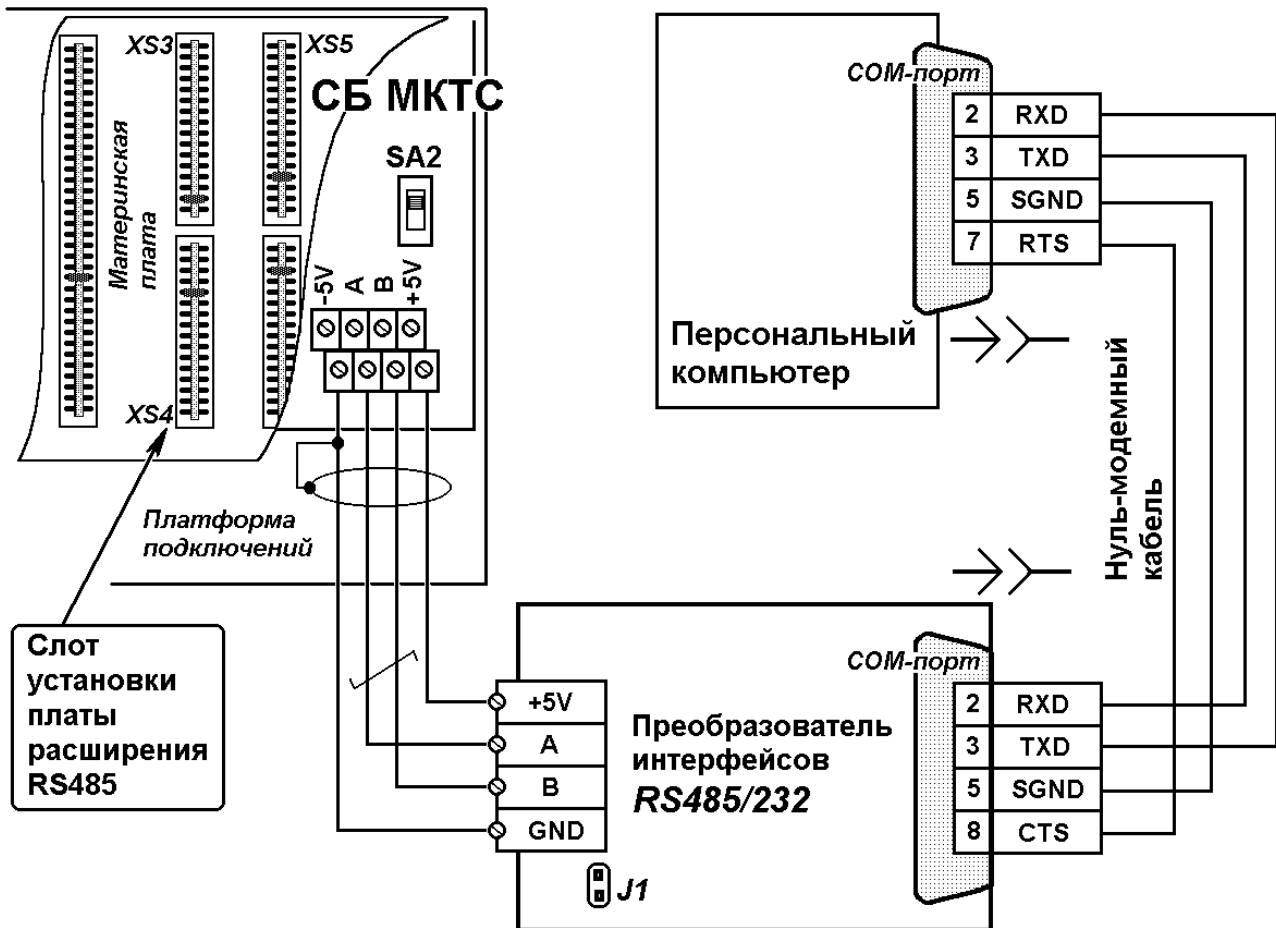 XS3
XS5
СБ МКТС
Материнская
плата
SA2
-5V
A
B
+5V
XS4
Платформа
подключений
Слот
установки
платы
расширения
RS485
COM-порт
2 RXD
3 TXD
5 SGND
7 RTS
Персональный
компьютер
Нуль-модемный
кабель
+5V
A
B
GND
J1
Преобразователь
интерфейсов
RS485/232
COM-порт
2 RXD
3 TXD
5 SGND
8 CTS